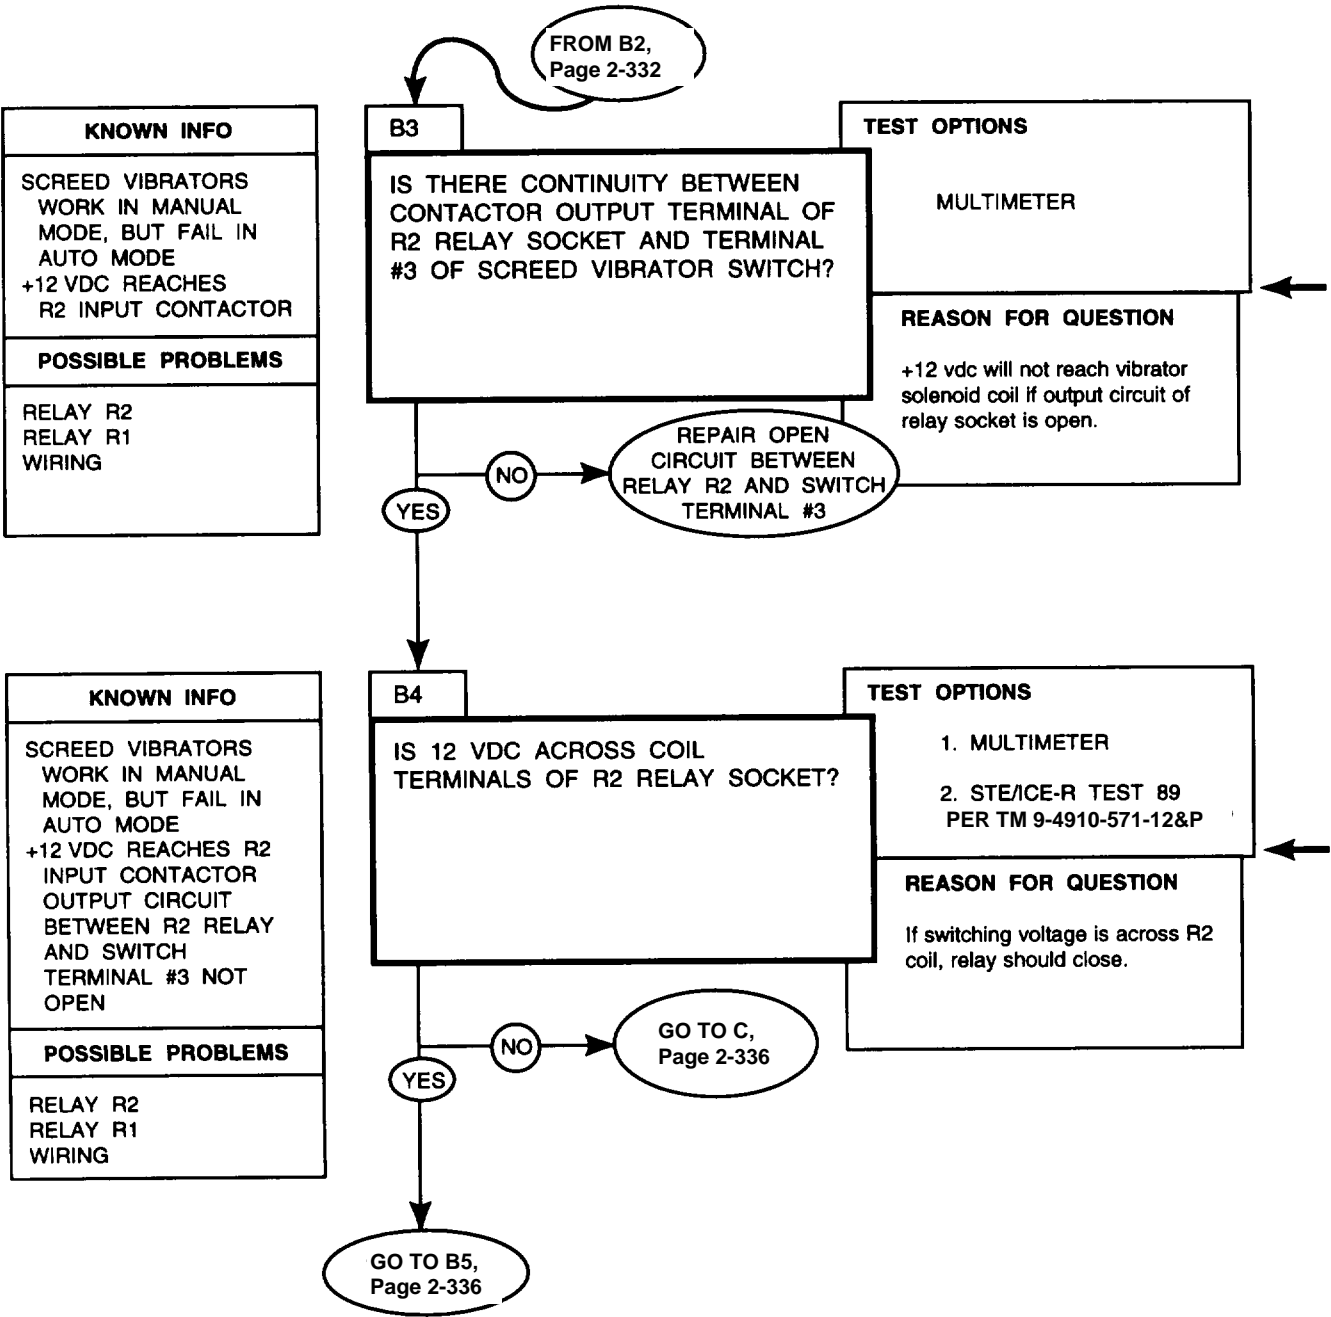 FROM B2,
Page 2-332
KNOWN INFO
SCREED VIBRATORS
WORK IN MANUAL
MODE, BUT FAIL IN
AUTO MODE
+12 VDC REACHES
R2 INPUT CONTACTOR
POSSIBLE PROBLEMS
RELAY R2
RELAY R1
WIRING
B3
IS THERE CONTINUITY BETWEEN
CONTACTOR OUTPUT TERMINAL OF
R2 RELAY SOCKET AND TERMINAL
#3 OF SCREED VIBRATOR SWITCH?
TEST OPTIONS
MULTIMETER
REASON FOR QUESTION
+12 vdc will not reach vibrator
solenoid coil if output circuit of
relay socket is open.
NO
REPAIR OPEN
CIRCUIT BETWEEN
RELAY R2 AND SWITCH
TERMINAL #3
YES
KNOWN INFO
SCREED VIBRATORS
WORK IN MANUAL
MODE, BUT FAIL IN
AUTO MODE
+12 VDC REACHES R2
INPUT CONTACTOR
OUTPUT CIRCUIT
BETWEEN R2 RELAY
AND SWITCH
TERMINAL #3 NOT
OPEN
POSSIBLE PROBLEMS
RELAY R2
RELAY R1
WIRING
B4
IS 12 VDC ACROSS COIL
TERMINALS OF R2 RELAY SOCKET?
TEST OPTIONS
1. MULTIMETER
2. STE/ICE-R TEST 89
PER TM 9-4910-571-12&P
REASON FOR QUESTION
If switching voltage is across R2
coil, relay should close.
NO
GO TO C,
Page 2-336
YES
GO TO B5,
Page 2-336